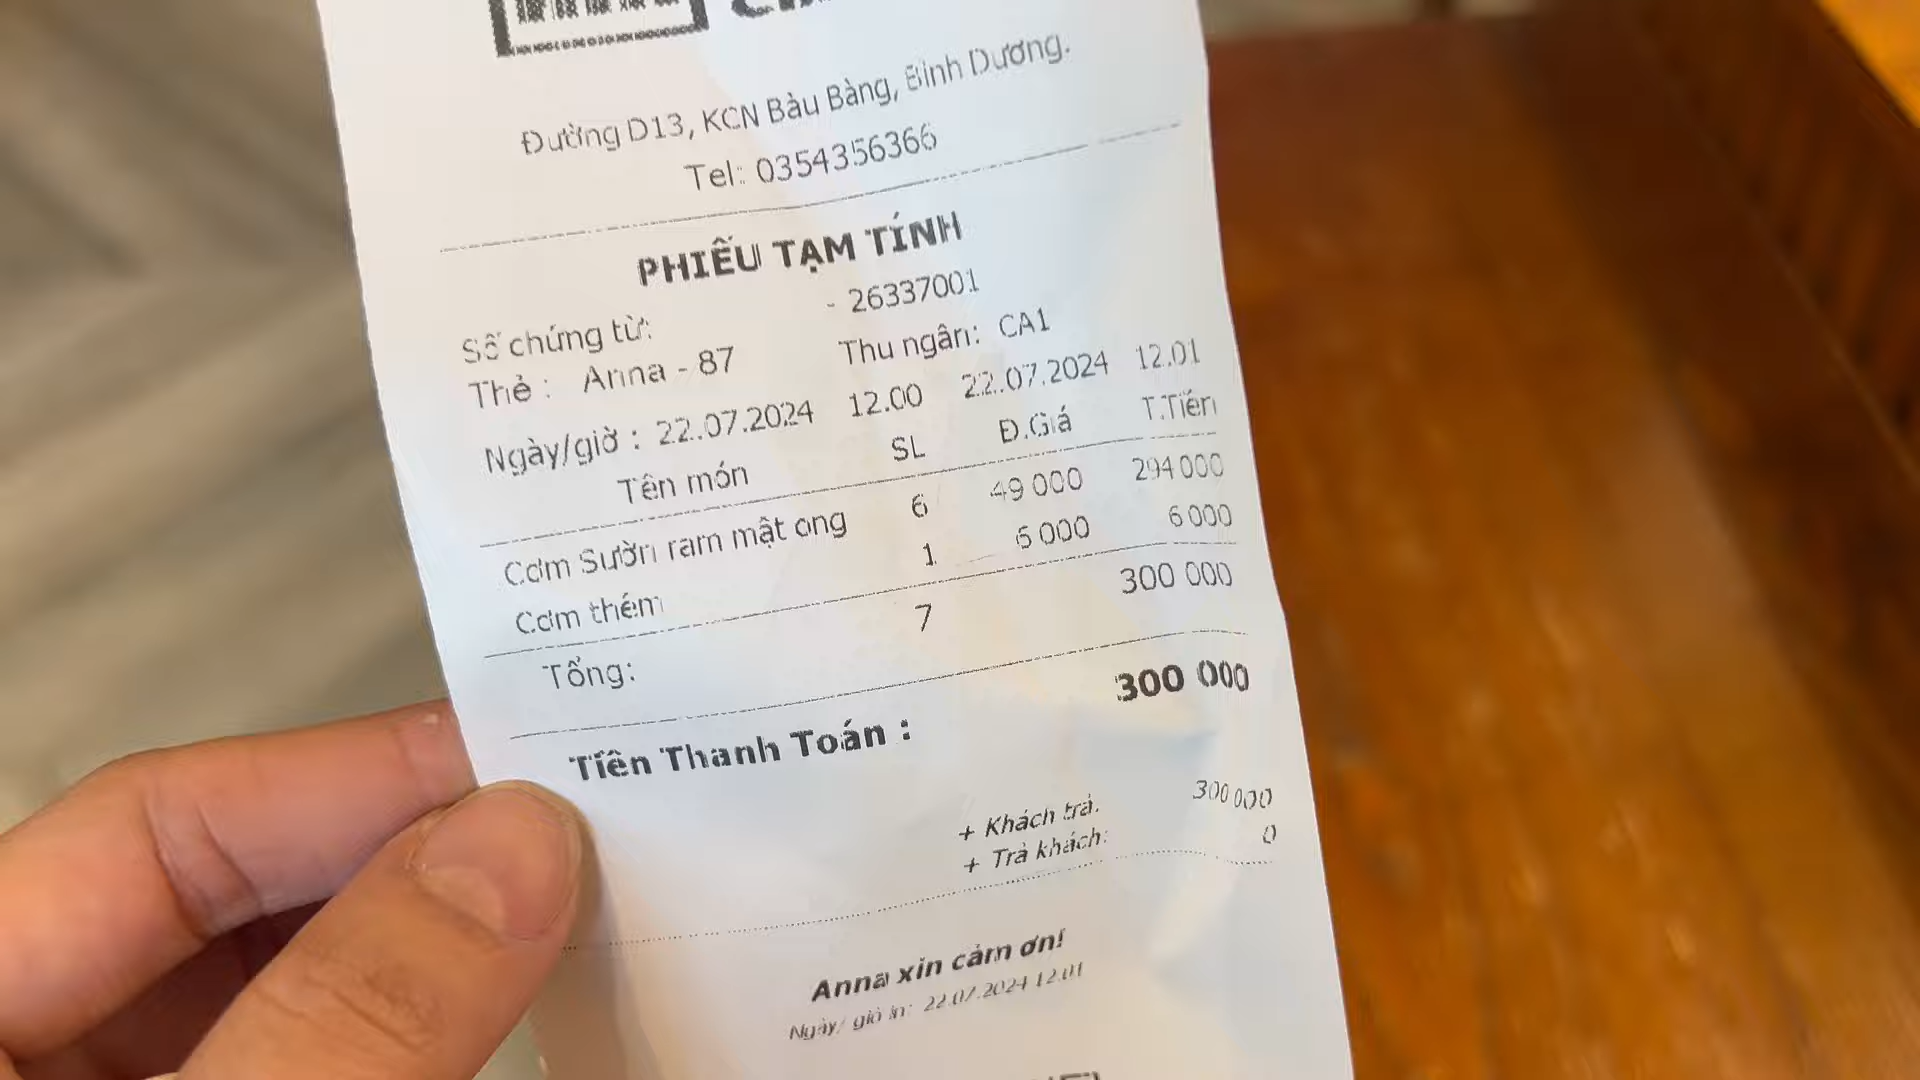 Đường D13, KCN Bàu Bàng, Bình Dương.
Tel: 0354356366
PHIẾU TẠM TÍNH
Số chứng từ: - 26337001
Thẻ : Anna - 87 Thu ngân: CA1
Ngày/giờ : 22.07.2024 12.00 22.07.2024 12.01
Tên món SL Đ.Giá T.Tiền
Cơm Sườn ram mật ong 6 49 000 294 000
Cơm thêm 1 6 000 6 000
Tổng: 7 300 000
Tiền Thanh Toán : 300 000
+ Khách trả: 300 000
+ Trả khách: 0
Anna xin cảm ơn!
Ngày/ giờ in: 22.07.2024 12.01